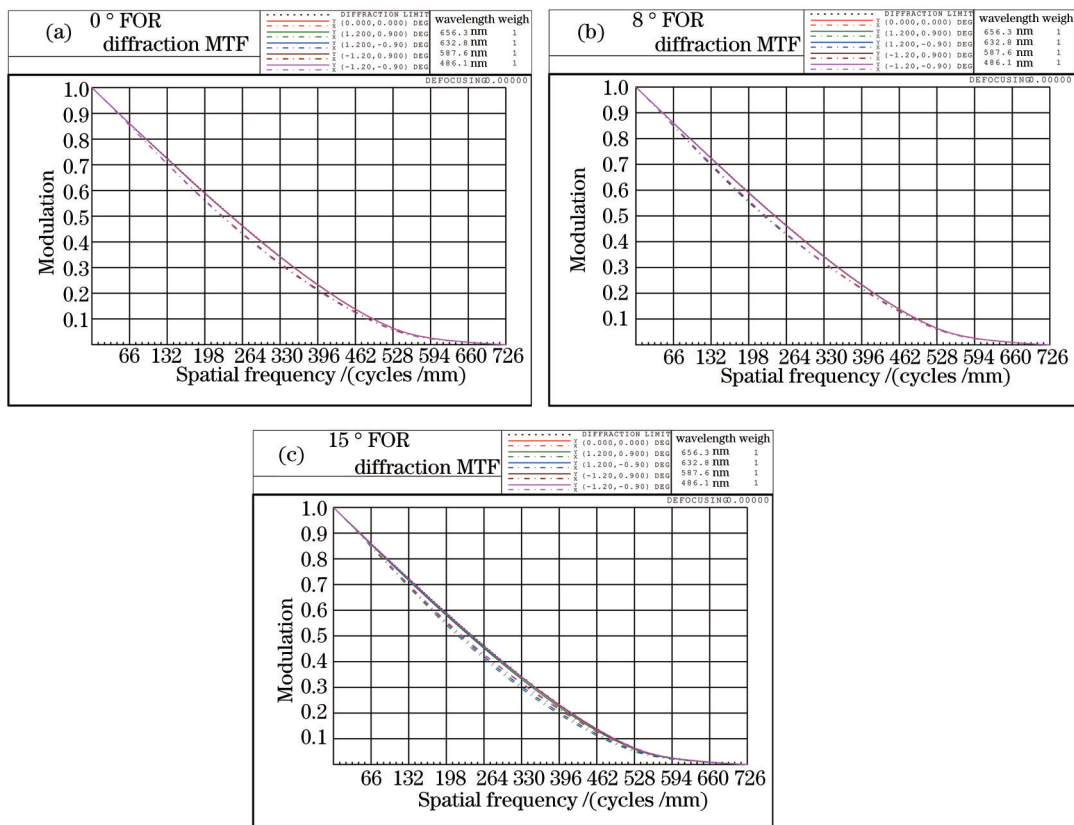 (a) 0 ° FOR
diffraction MTF
DIFFRACTION LIMIT
Y X (0.000,0.000) DEG
Y X (1.200,0.900) DEG
Y X (1.200,-0.90) DEG
Y X (-1.20,0.900) DEG
Y X (-1.20,-0.90) DEG
wavelength weigh
656.3 nm 1
632.8 nm 1
587.6 nm 1
486.1 nm 1
DEFOCUSING0.00000
1.0
0.9
0.8
0.7
0.6
0.5
0.4
0.3
0.2
0.1
Modulation
66 132 198 264 330 396 462 528 594 660 726
Spatial frequency /(cycles /mm)
(b) 8 ° FOR
diffraction MTF
DIFFRACTION LIMIT
Y X (0.000,0.000) DEG
Y X (1.200,0.900) DEG
Y X (1.200,-0.90) DEG
Y X (-1.20,0.900) DEG
Y X (-1.20,-0.90) DEG
wavelength weigh
656.3 nm 1
632.8 nm 1
587.6 nm 1
486.1 nm 1
DEFOCUSING0.00000
1.0
0.9
0.8
0.7
0.6
0.5
0.4
0.3
0.2
0.1
Modulation
66 132 198 264 330 396 462 528 594 660 726
Spatial frequency /(cycles /mm)
(c) 15 ° FOR
diffraction MTF
DIFFRACTION LIMIT
Y X (0.000,0.000) DEG
Y X (1.200,0.900) DEG
Y X (1.200,-0.90) DEG
Y X (-1.20,0.900) DEG
Y X (-1.20,-0.90) DEG
wavelength weigh
656.3 nm 1
632.8 nm 1
587.6 nm 1
486.1 nm 1
DEFOCUSING0.00000
1.0
0.9
0.8
0.7
0.6
0.5
0.4
0.3
0.2
0.1
Modulation
66 132 198 264 330 396 462 528 594 660 726
Spatial frequency /(cycles /mm)